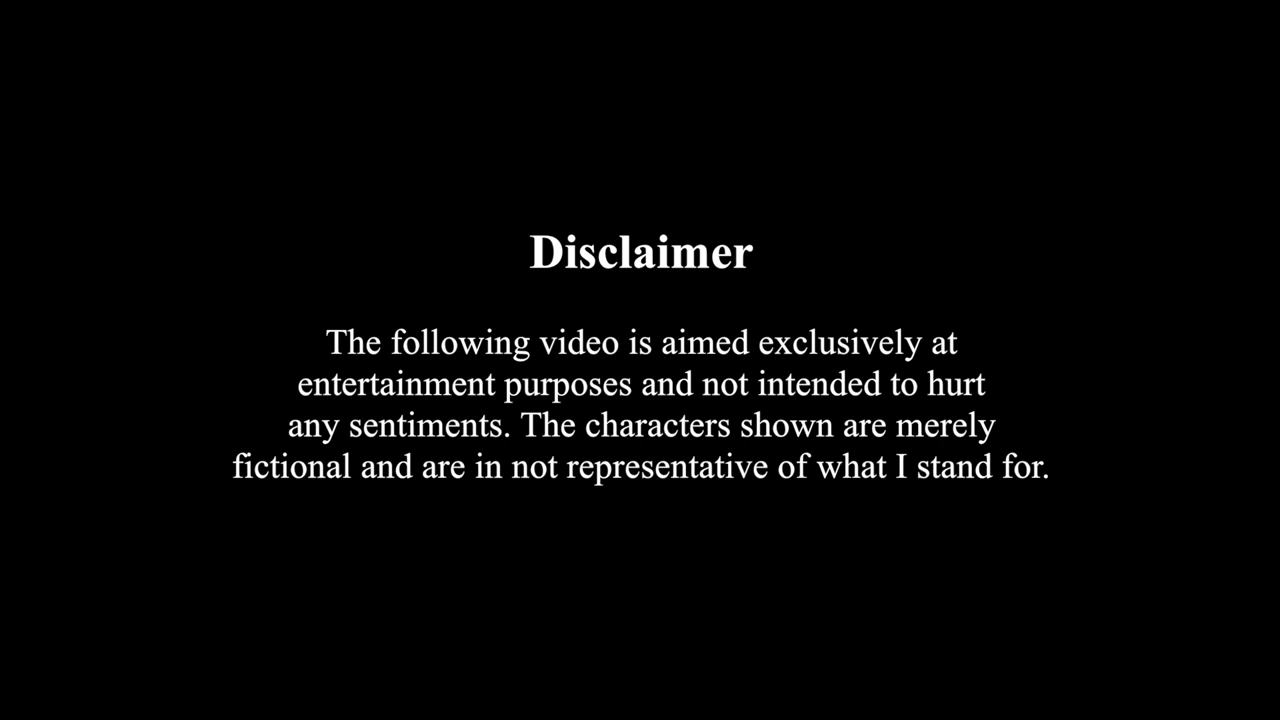 Disclaimer
The following video is aimed exclusively at
entertainment purposes and not intended to hurt
any sentiments. The characters shown are merely
fictional and are in not representative of what I stand for.